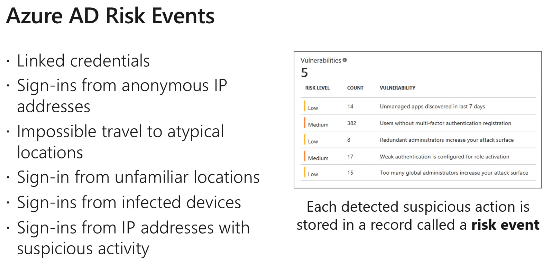 Azure AD Risk Events
· Linked credentials
· Sign-ins from anonymous IP
addresses
· Impossible travel to atypical
locations
· Sign-in from unfamiliar locations
· Sign-ins from infected devices
· Sign-ins from IP addresses with
suspicious activity
Vulnerabilities
5
RISK LEVEL COUNT VULNERABILITY
Low 14 Unmanaged apps discovered in last 7 days
Medium 382 Users without multi-factor authentication registration
Low 8 Redundant administrators increase your attack surface
Medium 17 Weak authentication is configured for role activation
Low 15 Too many global administrators increase your attack surface
Each detected suspicious action is
stored in a record called a risk event